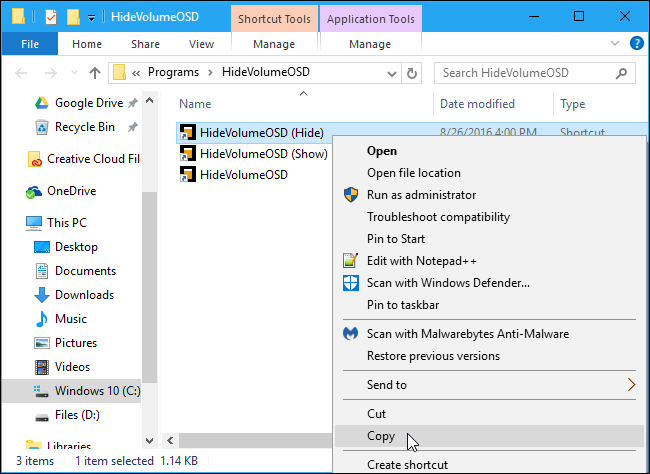 HideVolumeOSD
Shortcut Tools
Application Tools
File
Home
Share
View
Manage
Manage
Programs
HideVolumeOSD
Search HideVolumeOSD
Name
Date modified
Type
Google Drive
Recycle Bin
Creative Cloud Fil
OneDrive
This PC
Desktop
Documents
Downloads
Music
Pictures
Videos
Windows 10 (C:)
Files (D:)
Libraries
HideVolumeOSD (Hide)
8/26/2016 4:00 PM
Shortcut
HideVolumeOSD (Show)
HideVolumeOSD
Open
Open file location
Run as administrator
Troubleshoot compatibility
Pin to Start
Edit with Notepad++
Scan with Windows Defender...
Pin to taskbar
Scan with Malwarebytes Anti-Malware
Restore previous versions
Send to
Cut
Copy
Create shortcut
3 items
1 item selected
1.14 KB